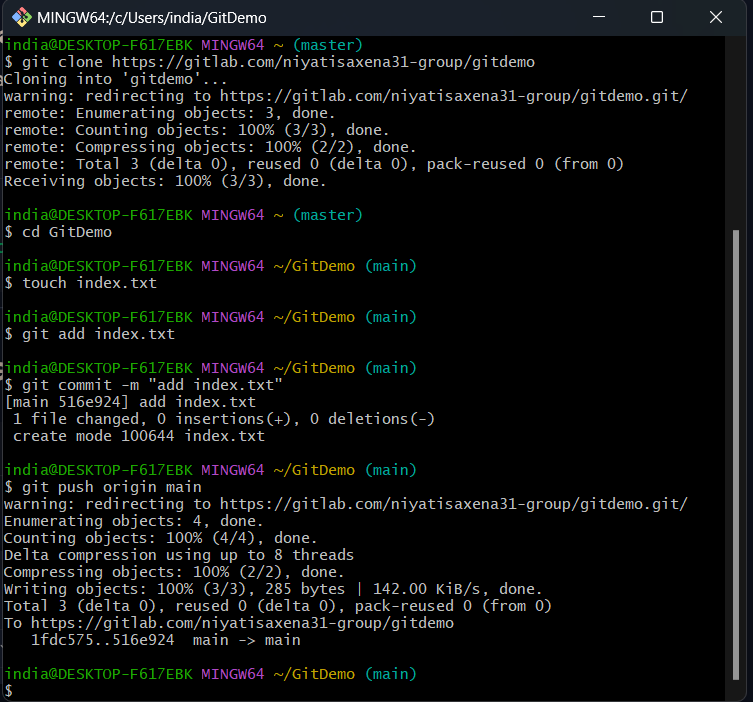 MINGW64:/c/Users/india/GitDemo
india@DESKTOP-F617EBK MINGW64 ~ (master)
$ git clone https://gitlab.com/niyatisaxena31-group/gitdemo
Cloning into 'gitdemo'...
warning: redirecting to https://gitlab.com/niyatisaxena31-group/gitdemo.git/
remote: Enumerating objects: 3, done.
remote: Counting objects: 100% (3/3), done.
remote: Compressing objects: 100% (2/2), done.
remote: Total 3 (delta 0), reused 0 (delta 0), pack-reused 0 (from 0)
Receiving objects: 100% (3/3), done.
india@DESKTOP-F617EBK MINGW64 ~ (master)
$ cd GitDemo
india@DESKTOP-F617EBK MINGW64 ~/GitDemo (main)
$ touch index.txt
india@DESKTOP-F617EBK MINGW64 ~/GitDemo (main)
$ git add index.txt
india@DESKTOP-F617EBK MINGW64 ~/GitDemo (main)
$ git commit -m "add index.txt"
[main 516e924] add index.txt
 1 file changed, 0 insertions(+), 0 deletions(-)
 create mode 100644 index.txt
india@DESKTOP-F617EBK MINGW64 ~/GitDemo (main)
$ git push origin main
warning: redirecting to https://gitlab.com/niyatisaxena31-group/gitdemo.git/
Enumerating objects: 4, done.
Counting objects: 100% (4/4), done.
Delta compression using up to 8 threads
Compressing objects: 100% (2/2), done.
Writing objects: 100% (3/3), 285 bytes | 142.00 KiB/s, done.
Total 3 (delta 0), reused 0 (delta 0), pack-reused 0 (from 0)
To https://gitlab.com/niyatisaxena31-group/gitdemo
   1fdc575..516e924  main -> main
india@DESKTOP-F617EBK MINGW64 ~/GitDemo (main)
$